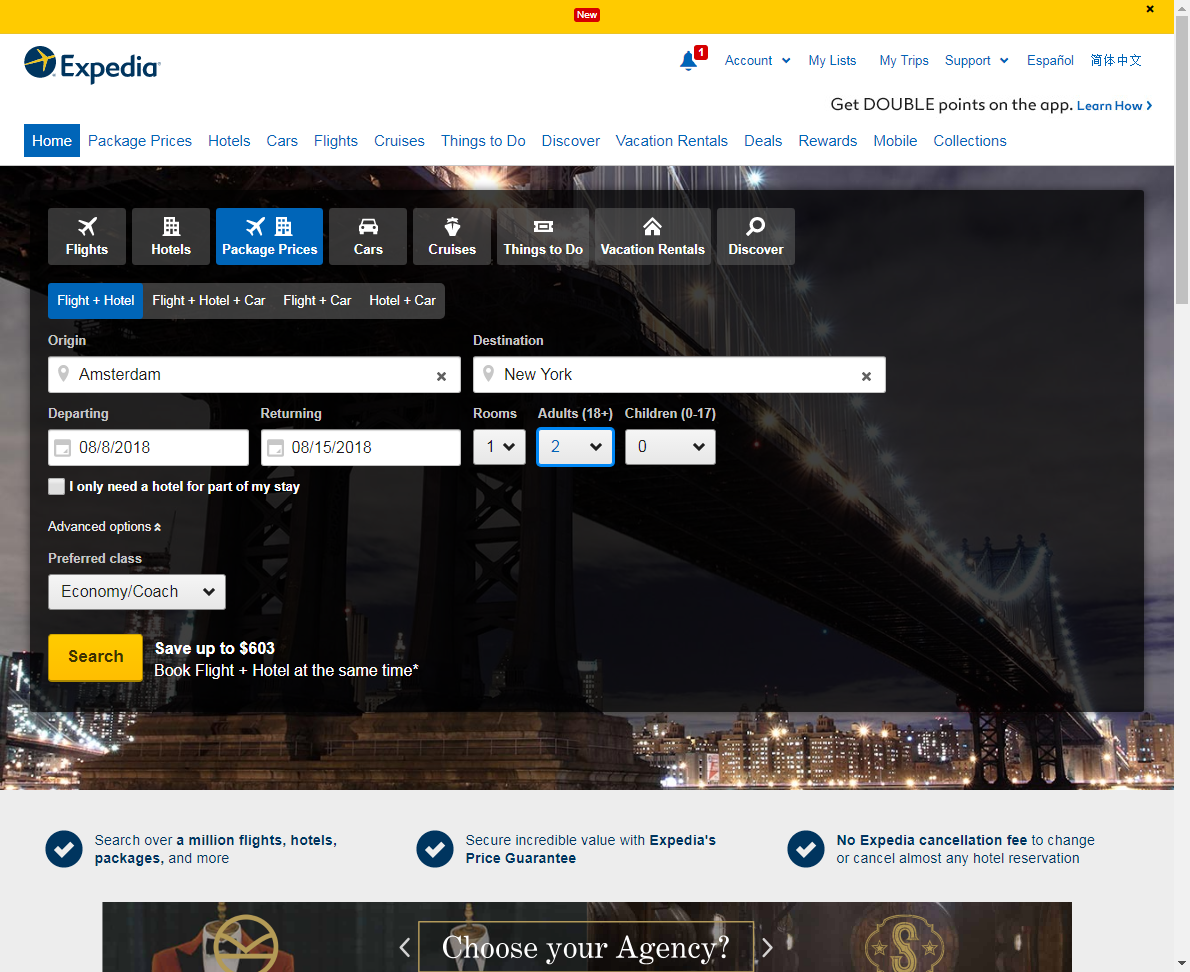 New
Expedia
1
Account
My Lists
My Trips
Support
Español
简体中文
Get DOUBLE points on the app. Learn How
Home
Package Prices
Hotels
Cars
Flights
Cruises
Things to Do
Discover
Vacation Rentals
Deals
Rewards
Mobile
Collections
Flights
Hotels
Package Prices
Cars
Cruises
Things to Do
Vacation Rentals
Discover
Flight + Hotel
Flight + Hotel + Car
Flight + Car
Hotel + Car
Origin
Destination
Amsterdam
New York
Departing
Returning
Rooms
Adults (18+)
Children (0-17)
08/8/2018
08/15/2018
1
2
0
I only need a hotel for part of my stay
Advanced options
Preferred class
Economy/Coach
Search
Save up to $603
Book Flight + Hotel at the same time*
Search over a million flights, hotels,
packages, and more
Secure incredible value with Expedia's
Price Guarantee
No Expedia cancellation fee to change
or cancel almost any hotel reservation
Choose your Agency?
S